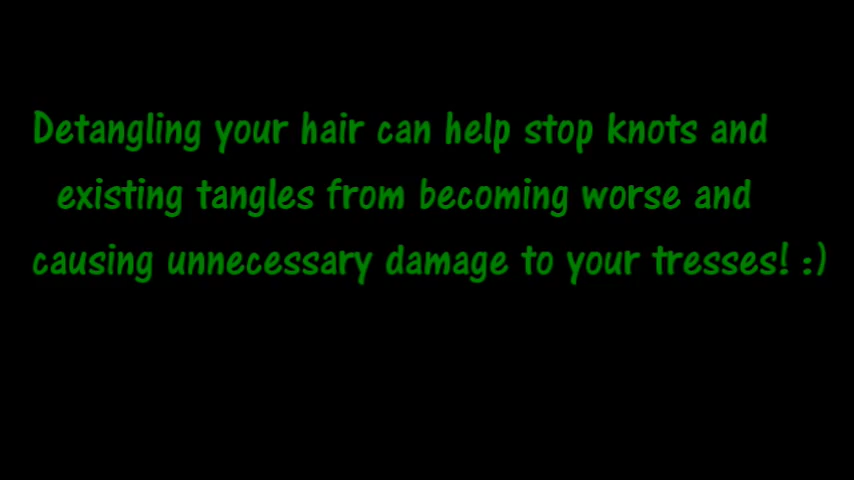 Detangling your hair can help stop knots and
existing tangles from becoming worse and
causing unnecessary damage to your tresses! :)